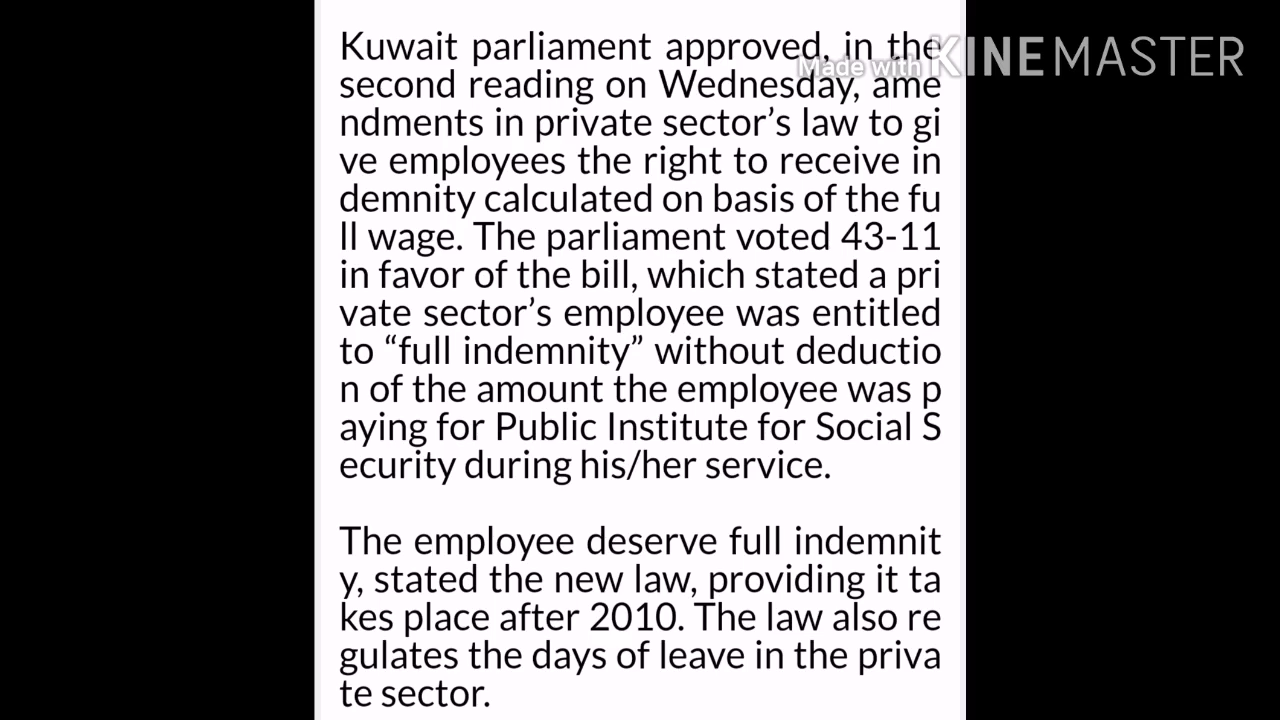 Kuwait parliament approved, in the
Made with KINEMASTER
second reading on Wednesday, ame
ndments in private sector’s law to gi
ve employees the right to receive in
demnity calculated on basis of the fu
ll wage. The parliament voted 43-11
in favor of the bill, which stated a pri
vate sector’s employee was entitled
to “full indemnity” without deductio
n of the amount the employee was p
aying for Public Institute for Social S
ecurity during his/her service.
The employee deserve full indemnit
y, stated the new law, providing it ta
kes place after 2010. The law also re
gulates the days of leave in the priva
te sector.